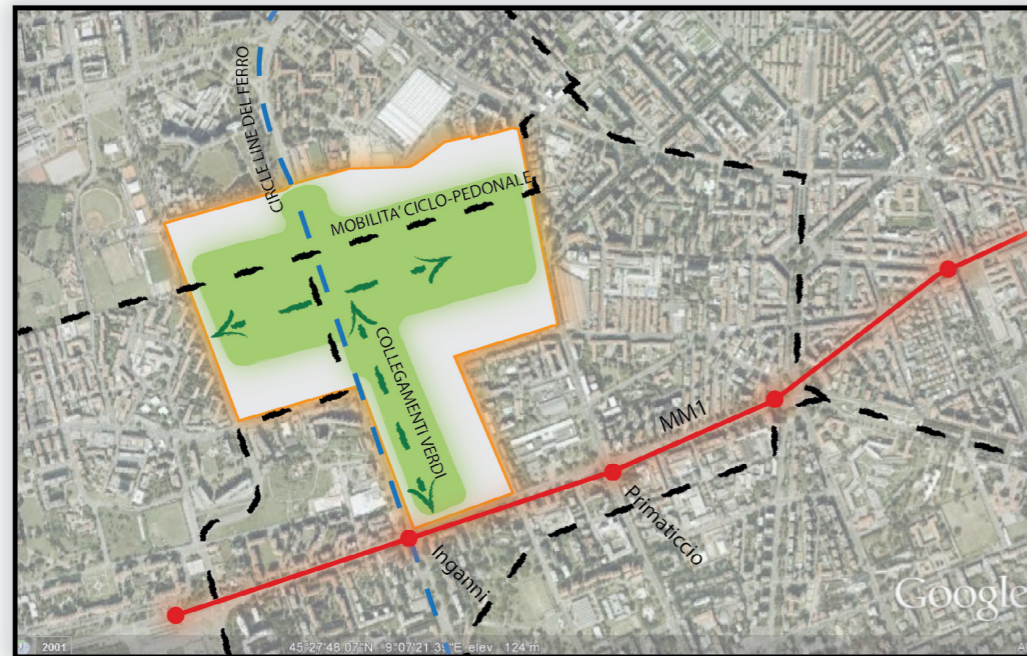 CIRCLE LINE DEL FERRO
MOBILITA' CICLO-PEDONALE
COLLEGAMENTI VERDI
MM1
Primaticcio
Inganni
Google
2001
45°27'48.07"N 9°07'21.39"E elev 124 m